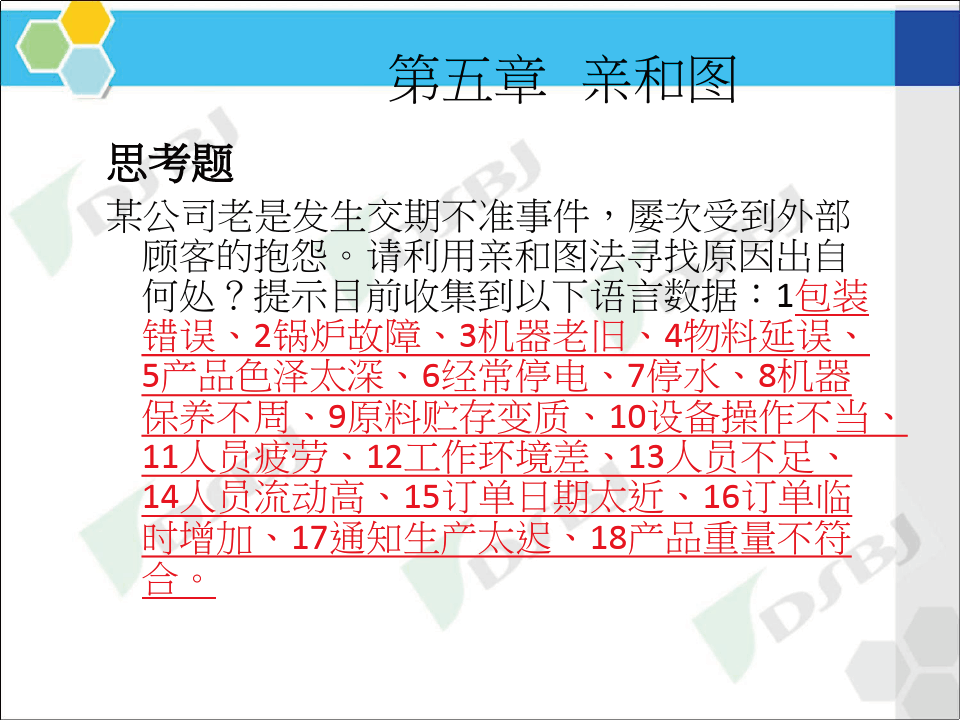 第五章 亲和图
思考题
某公司老是发生交期不准事件，屡次受到外部
顾客的抱怨。请利用亲和图法寻找原因出自
何处？提示目前收集到以下语言数据：1包装
错误、2锅炉故障、3机器老旧、4物料延误、
5产品色泽太深、6经常停电、7停水、8机器
保养不周、9原料贮存变质、10设备操作不当、
11人员疲劳、12工作环境差、13人员不足、
14人员流动高、15订单日期太近、16订单临
时增加、17通知生产太迟、18产品重量不符
合。
DSBJ
DSBJ
DSBJ
DSBJ
DSBJ
DSBJ